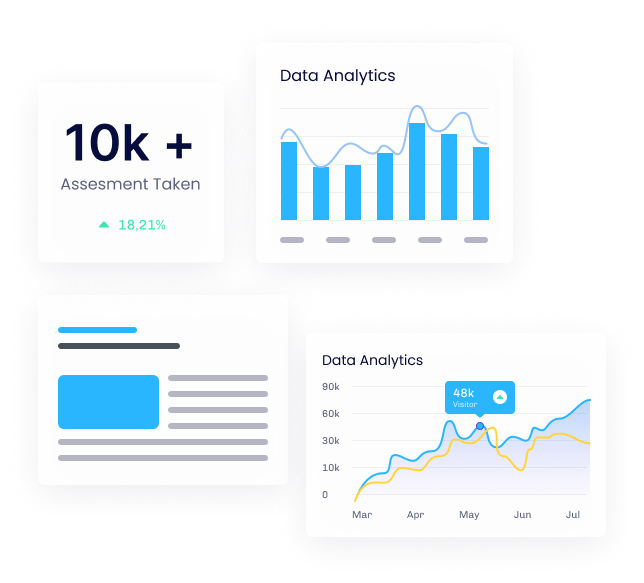 10k +
Assesment Taken
18,21%
Data Analytics
Data Analytics
90k
60k
30k
10k
0
48k
Visitor
Mar Apr May Jun Jul